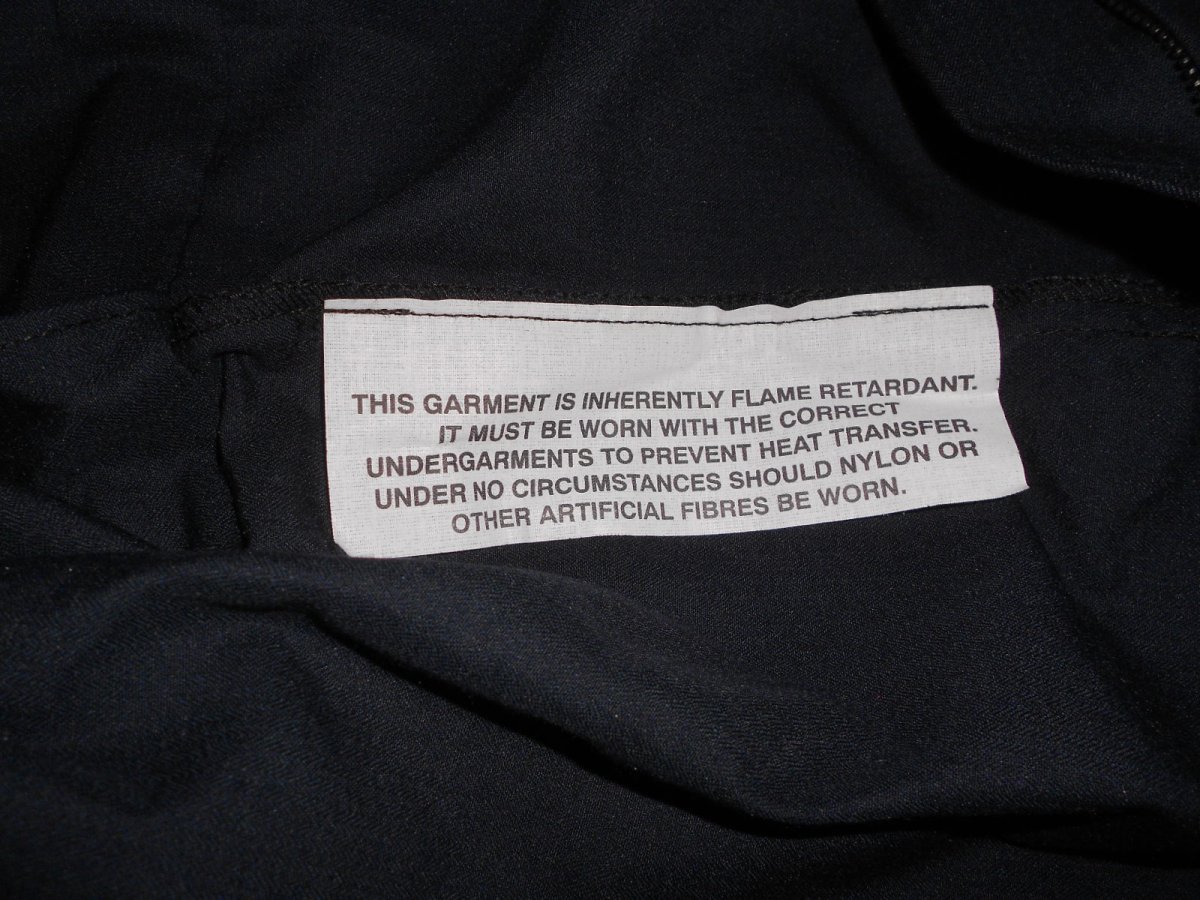 THIS GARMENT IS INHERENTLY FLAME RETARDANT.
IT MUST BE WORN WITH THE CORRECT
UNDERGARMENTS TO PREVENT HEAT TRANSFER.
UNDER NO CIRCUMSTANCES SHOULD NYLON OR
OTHER ARTIFICIAL FIBRES BE WORN.